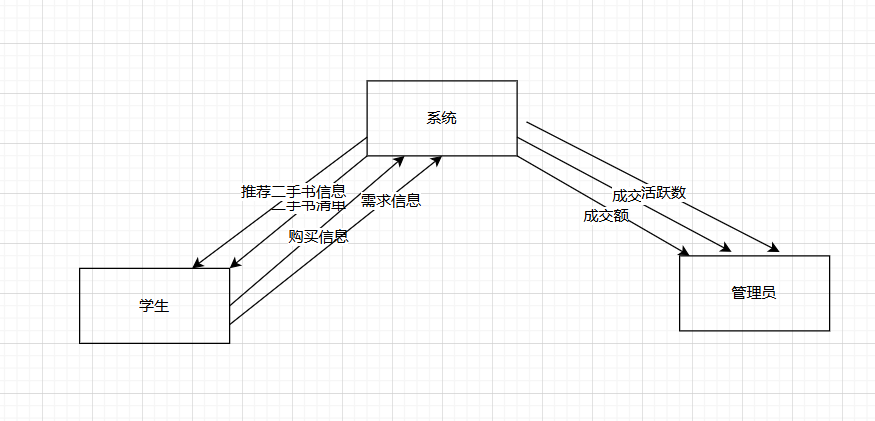 系统
推荐二手书信息
二手书清单
需求信息
购买信息
成交
活跃数
成交额
学生
管理员